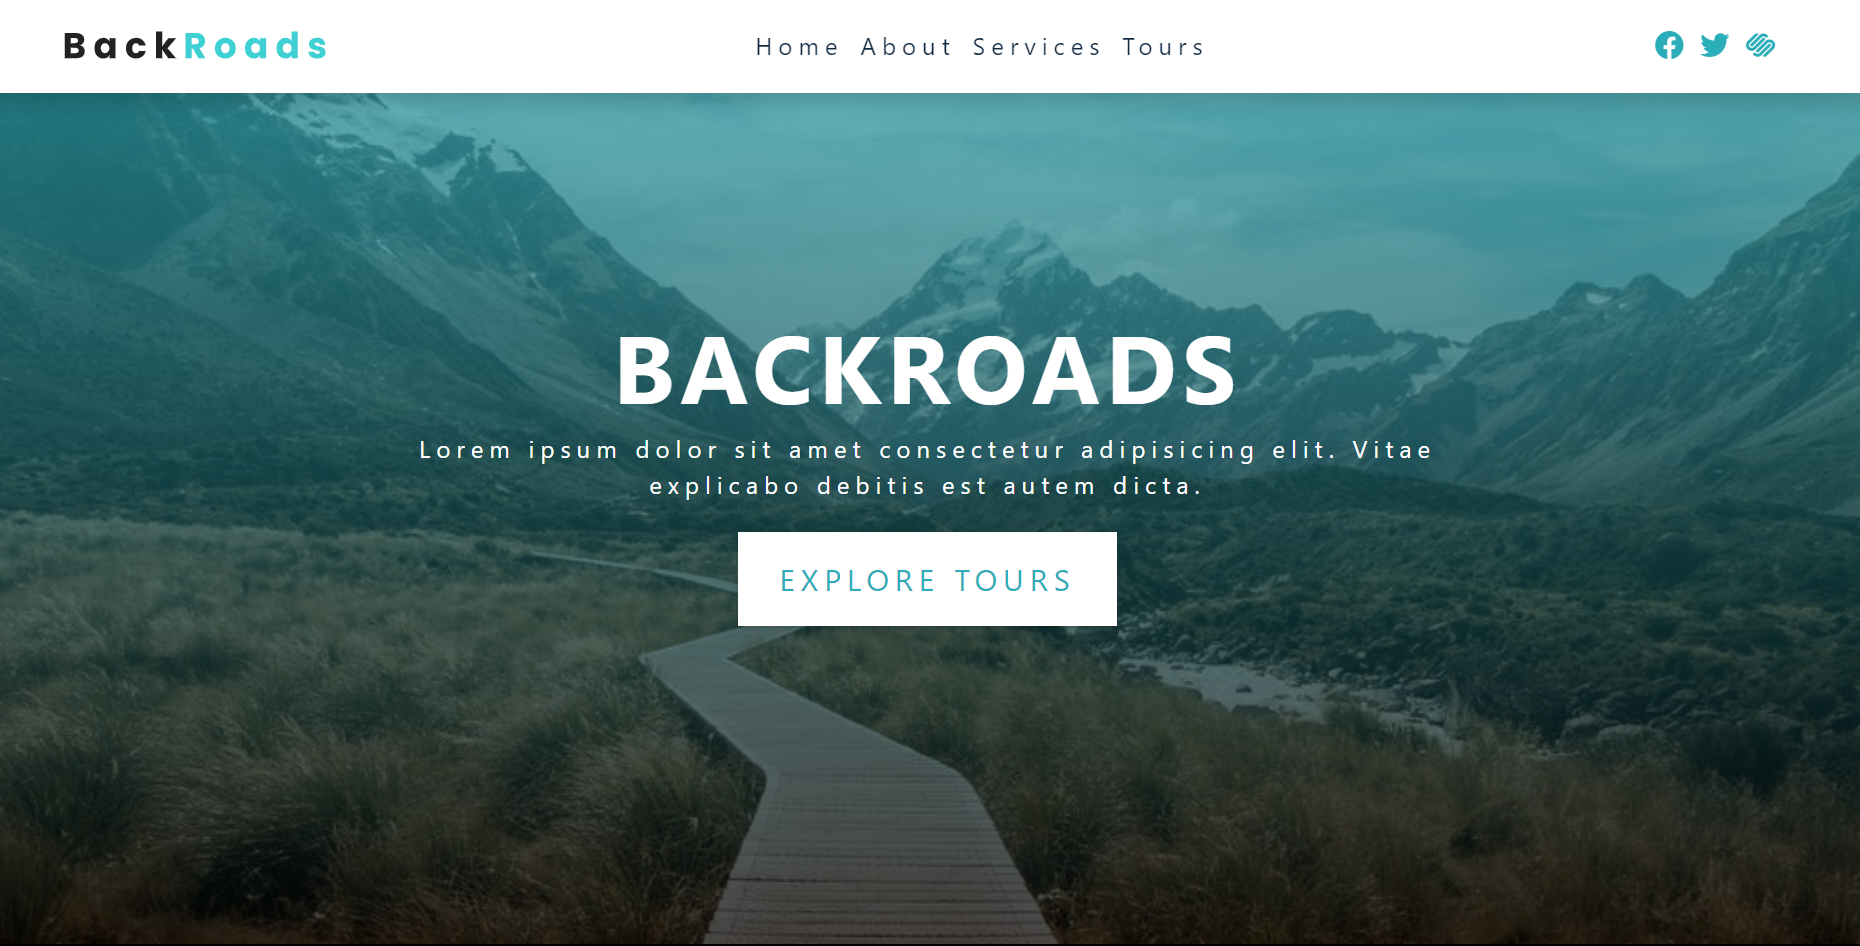 BackRoads
Home About Services Tours
BACKROADS
Lorem ipsum dolor sit amet consectetur adipisicing elit. Vitae
explicabo debitis est autem dicta.
EXPLORE TOURS